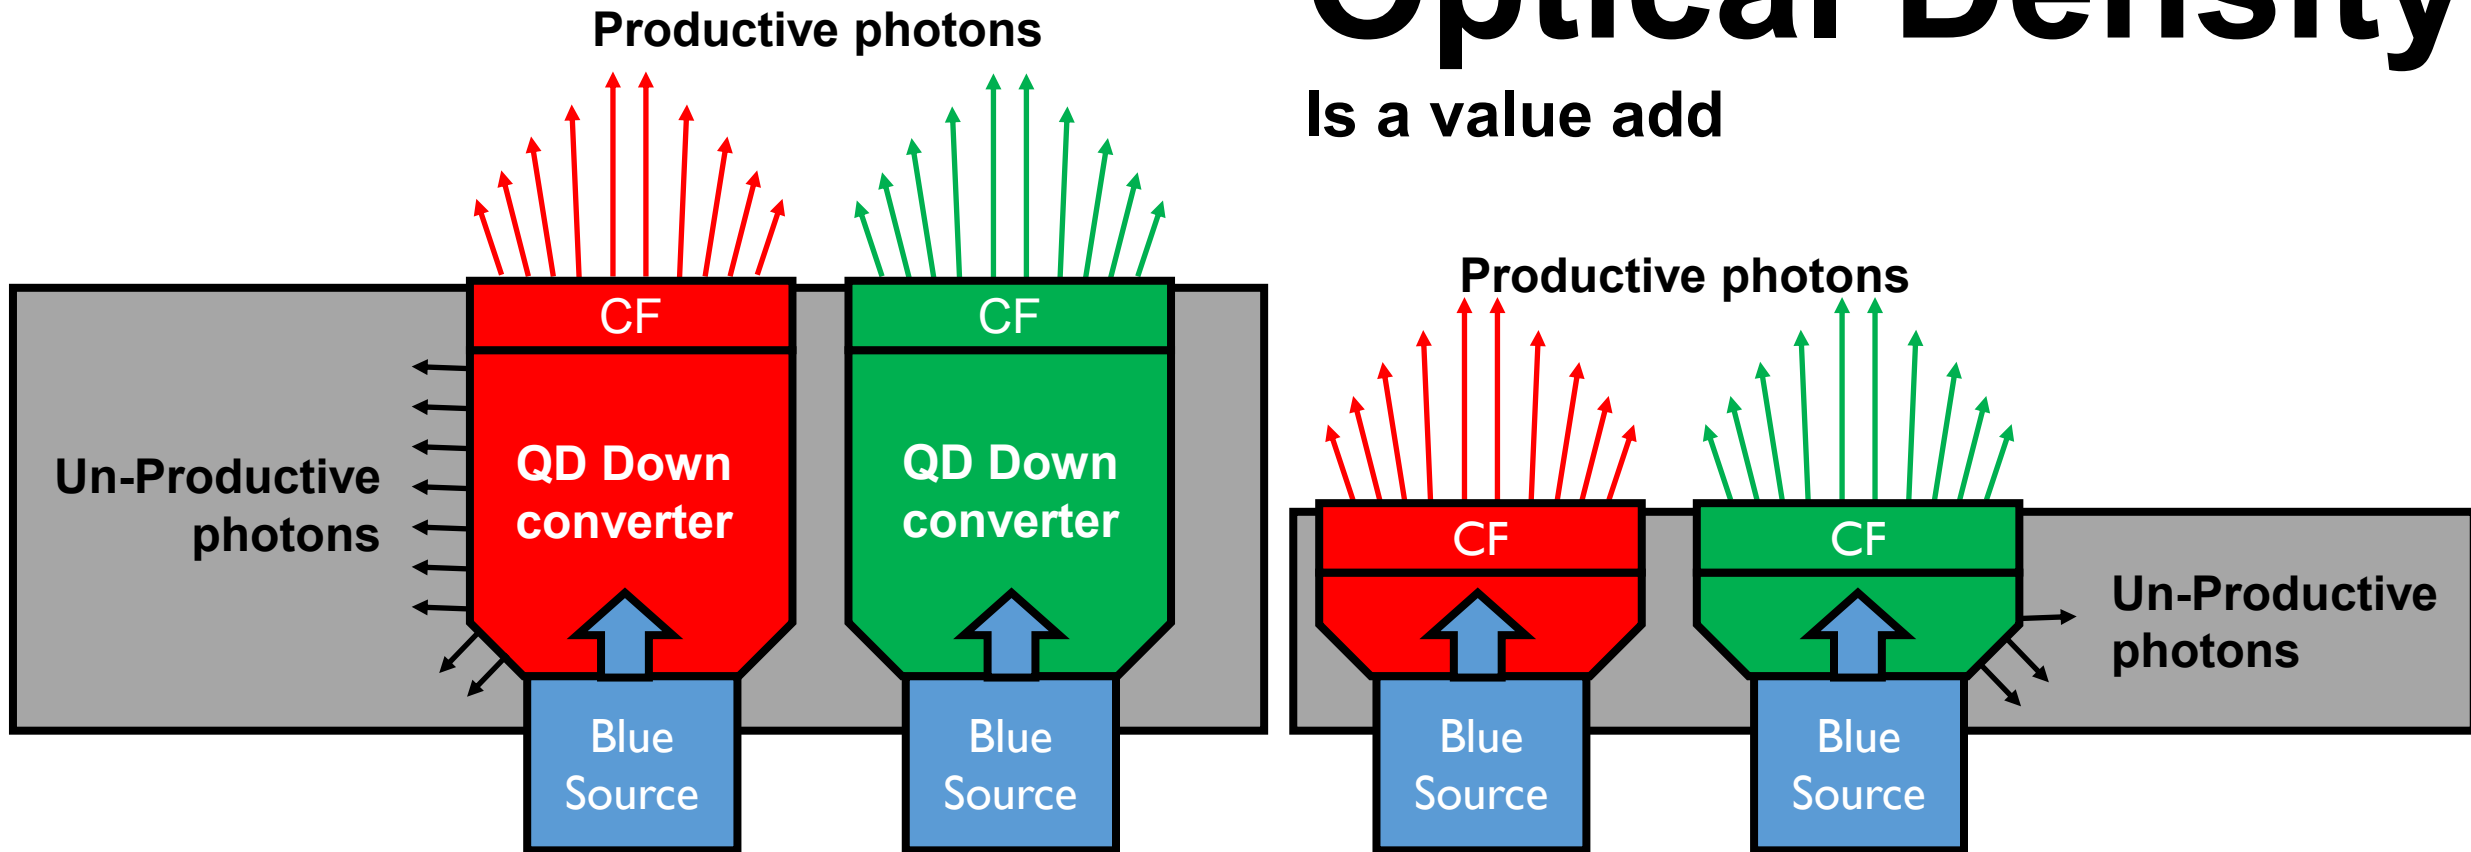 Optical Density
Is a value add
Productive photons
CF
CF
QD Down
converter
QD Down
converter
Un-Productive
photons
Blue
Source
Blue
Source
Productive photons
CF
CF
Un-Productive
photons
Blue
Source
Blue
Source